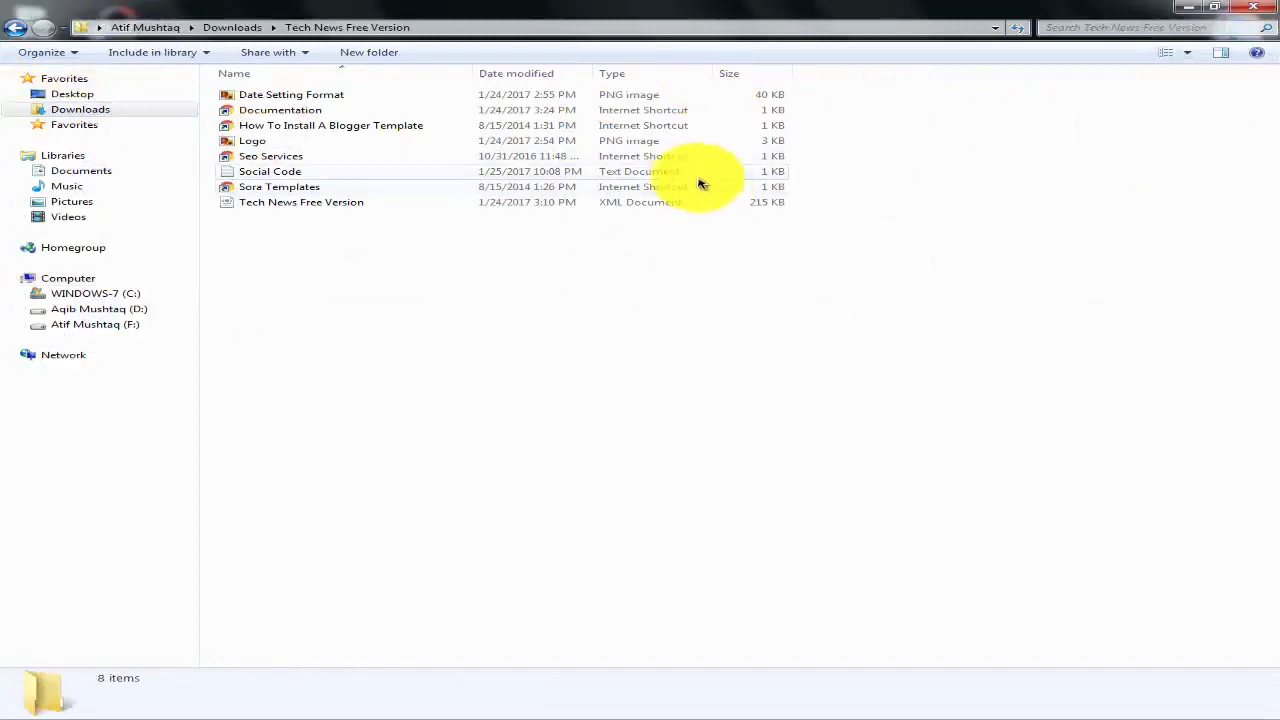 Atif Mushtaq Downloads Tech News Free Version Search Tech News Free Version
Organize Include in library Share with New folder
Name Date modified Type Size
Favorites
Desktop
Downloads
Favorites
Libraries
Documents
Music
Pictures
Videos
Homegroup
Computer
WINDOWS-7 (C:)
Aqib Mushtaq (D:)
Atif Mushtaq (F:)
Network
Date Setting Format 1/24/2017 2:55 PM PNG image 40 KB
Documentation 1/24/2017 3:24 PM Internet Shortcut 1 KB
How To Install A Blogger Template 8/15/2014 1:31 PM Internet Shortcut 1 KB
Logo 1/24/2017 2:54 PM PNG image 3 KB
Seo Services 10/31/2016 11:48 ... Internet Shortcut 1 KB
Social Code 1/25/2017 10:08 PM Text Document 1 KB
Sora Templates 8/15/2014 1:26 PM Internet Shortcut 1 KB
Tech News Free Version 1/24/2017 3:10 PM XML Document 215 KB
8 items